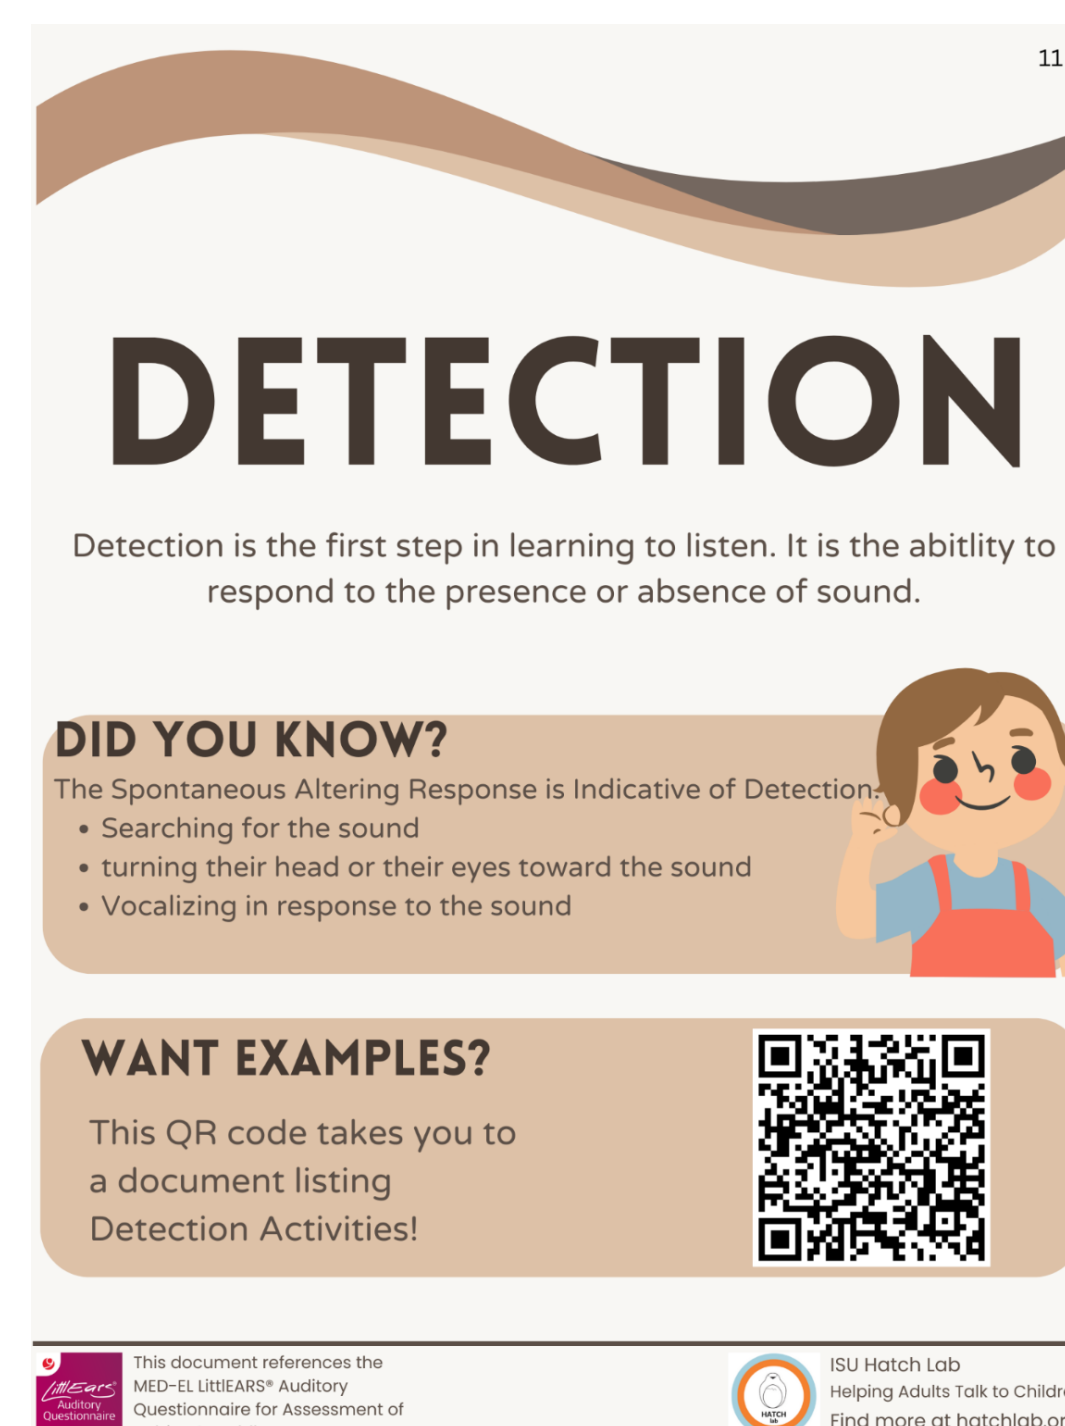 11
DETECTION
Detection is the first step in learning to listen. It is the abitlity to
respond to the presence or absence of sound.
DID YOU KNOW?
The Spontaneous Altering Response is Indicative of Detection:
• Searching for the sound
• turning their head or their eyes toward the sound
• Vocalizing in response to the sound
WANT EXAMPLES?
This QR code takes you to
a document listing
Detection Activities!
LittlEars®
Auditory
Questionnaire
This document references the
MED-EL LittlEARS® Auditory
Questionnaire for Assessment of
HATCH
lab
ISU Hatch Lab
Helping Adults Talk to Childre
Find more at hatchlab.or